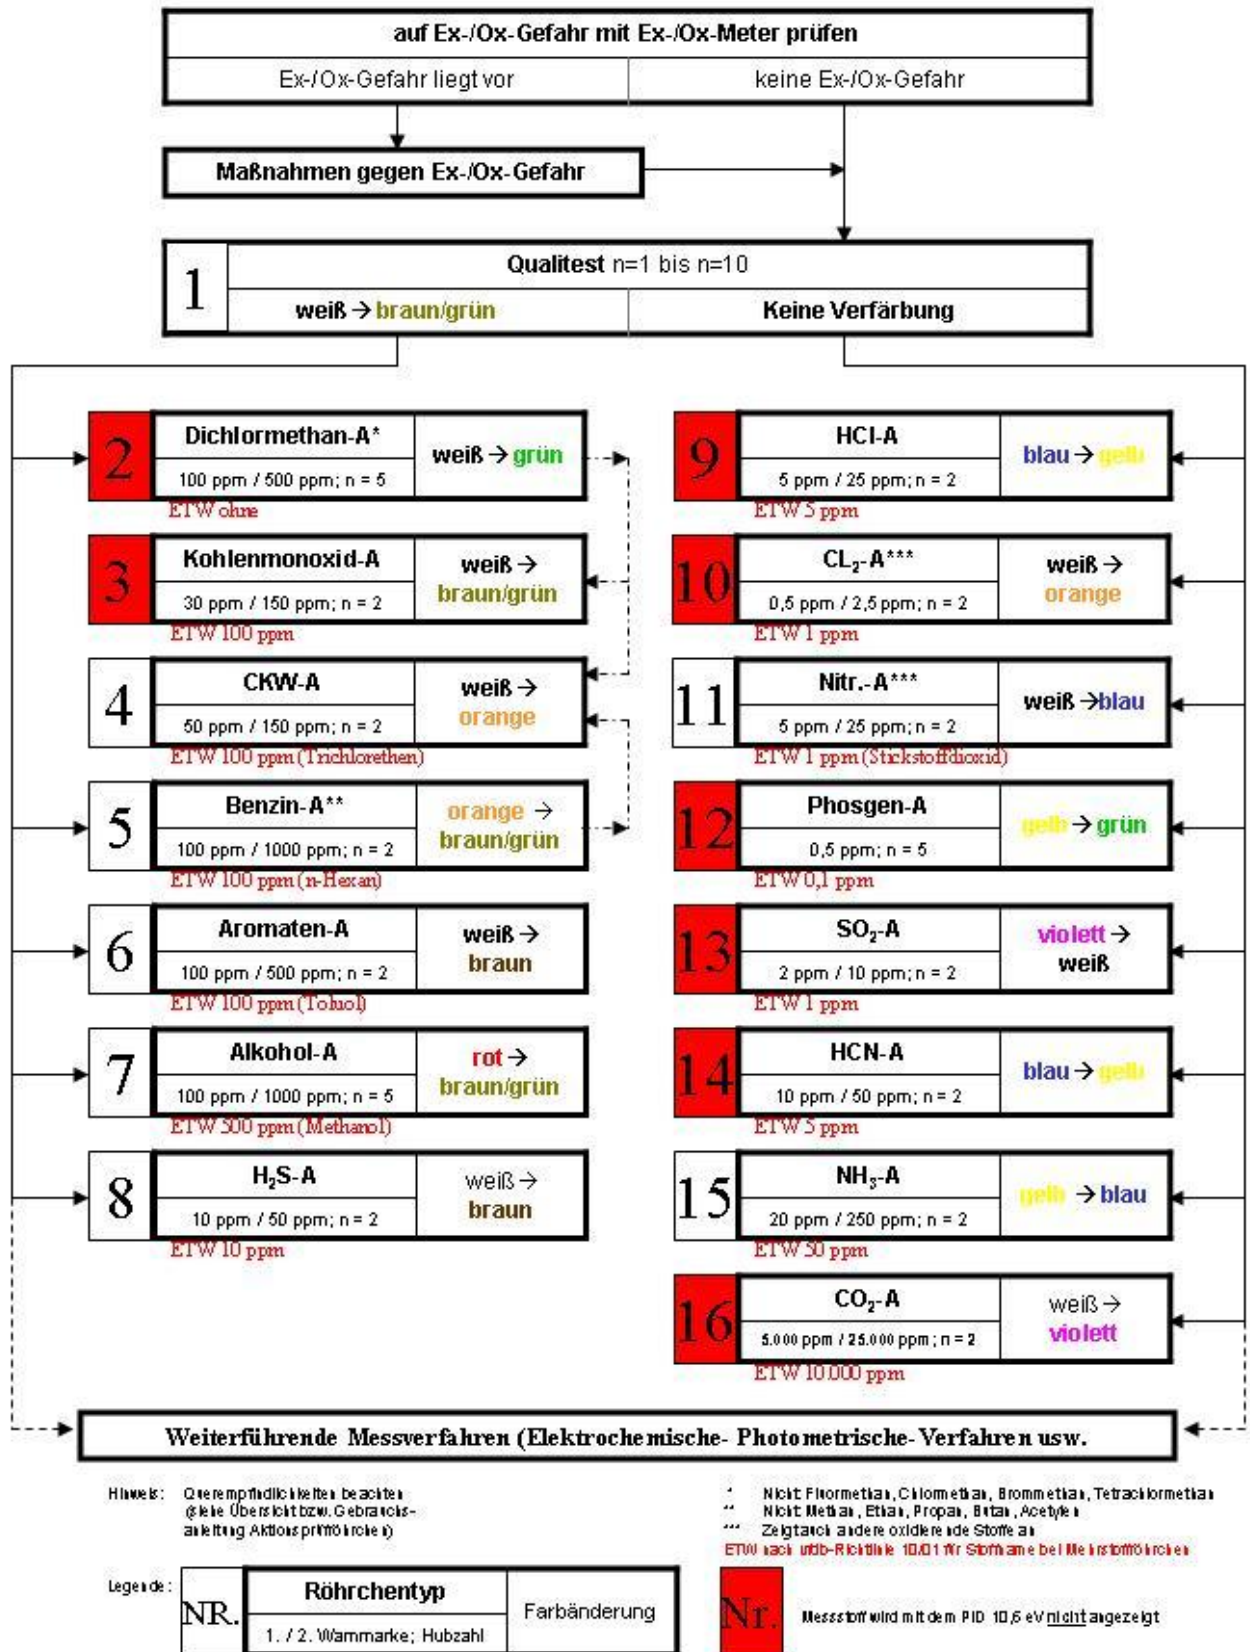 auf Ex-/Ox-Gefahr mit Ex-/Ox-Meter prüfen
Ex-/Ox-Gefahr liegt vor
keine Ex-/Ox-Gefahr
Maßnahmen gegen Ex-/Ox-Gefahr
1
Qualitest n=1 bis n=10
weiß → braun/grün
Keine Verfärbung
2
Dichlormethan-A*
100 ppm / 500 ppm; n = 5
weiß → grün
ETW ohne
3
Kohlenmonoxid-A
30 ppm / 150 ppm; n = 2
weiß →
braun/grün
ETW 100 ppm
4
CKW-A
50 ppm / 150 ppm; n = 2
weiß →
orange
ETW 100 ppm (Trichlorethen)
5
Benzin-A**
100 ppm / 1000 ppm; n = 2
orange →
braun/grün
ETW 100 ppm (n-Hexan)
6
Aromaten-A
100 ppm / 500 ppm; n = 2
weiß →
braun
ETW 100 ppm (Toluol)
7
Alkohol-A
100 ppm / 1000 ppm; n = 5
rot →
braun/grün
ETW 500 ppm (Methanol)
8
H₂S-A
10 ppm / 50 ppm; n = 2
weiß →
braun
ETW 10 ppm
9
HCl-A
5 ppm / 25 ppm; n = 2
blau → gelb
ETW 5 ppm
10
CL₂-A***
0,5 ppm / 2,5 ppm; n = 2
weiß →
orange
ETW 1 ppm
11
Nitr.-A***
5 ppm / 25 ppm; n = 2
weiß →blau
ETW 1 ppm (Stickstoffdioxid)
12
Phosgen-A
0,5 ppm; n = 5
gelb → grün
ETW 0,1 ppm
13
SO₂-A
2 ppm / 10 ppm; n = 2
violett →
weiß
ETW 1 ppm
14
HCN-A
10 ppm / 50 ppm; n = 2
blau → gelb
ETW 5 ppm
15
NH₃-A
20 ppm / 250 ppm; n = 2
gelb → blau
ETW 50 ppm
16
CO₂-A
5.000 ppm / 25.000 ppm; n = 2
weiß →
violett
ETW 10.000 ppm
Weiterführende Messverfahren (Elektrochemische- Photometrische- Verfahren usw.
Hinweis: Querempfindlichkeiten beachten
(siehe Übersicht bzw. Gebrauchs-
anleitung Aktionsprüfröhrchen)
* Nicht Fluormethan, Chlormethan, Brommethan, Tetrachlormethan
** Nicht Methan, Ethan, Propan, Butan, Acetylen
*** Zeigt auch andere oxidierende Stoffe an
ETW nach vfdb-Richtlinie 10/01 für Stoffname bei Mehrstoffröhrchen
Legende:
NR.
Röhrchentyp
1. / 2. Warnmarke; Hubzahl
Farbänderung
Nr.
Messstoff wird mit dem PID 10,6 eV nicht angezeigt